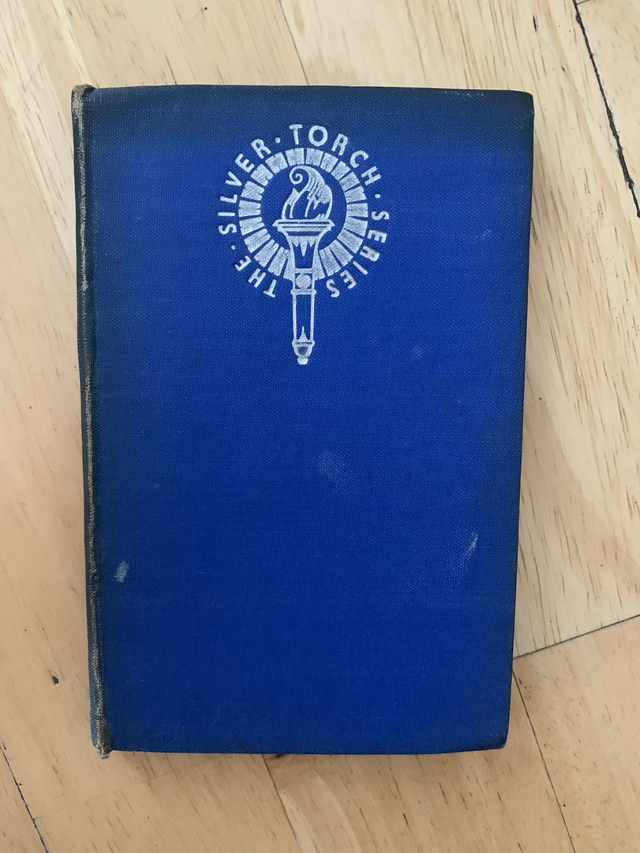 THE · SILVER · TORCH · SERIES